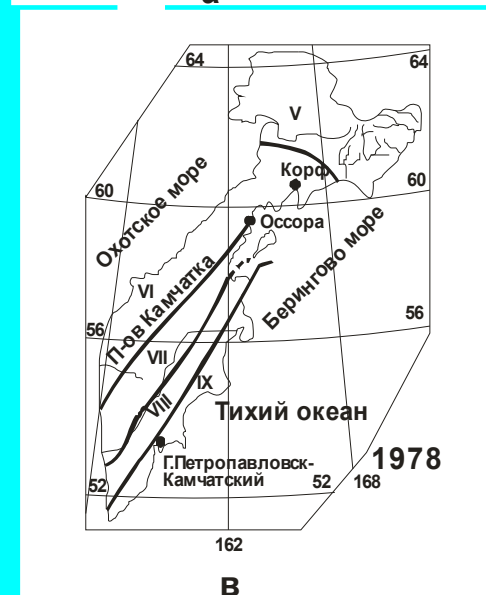 а
64
64
V
Корф
60
60
Оссора
Охотское море
Берингово море
VI
П-ов Камчатка
56
56
VII
IX
VIII
Тихий океан
Г.Петропавловск-
Камчатский
1978
52
52
168
162
в